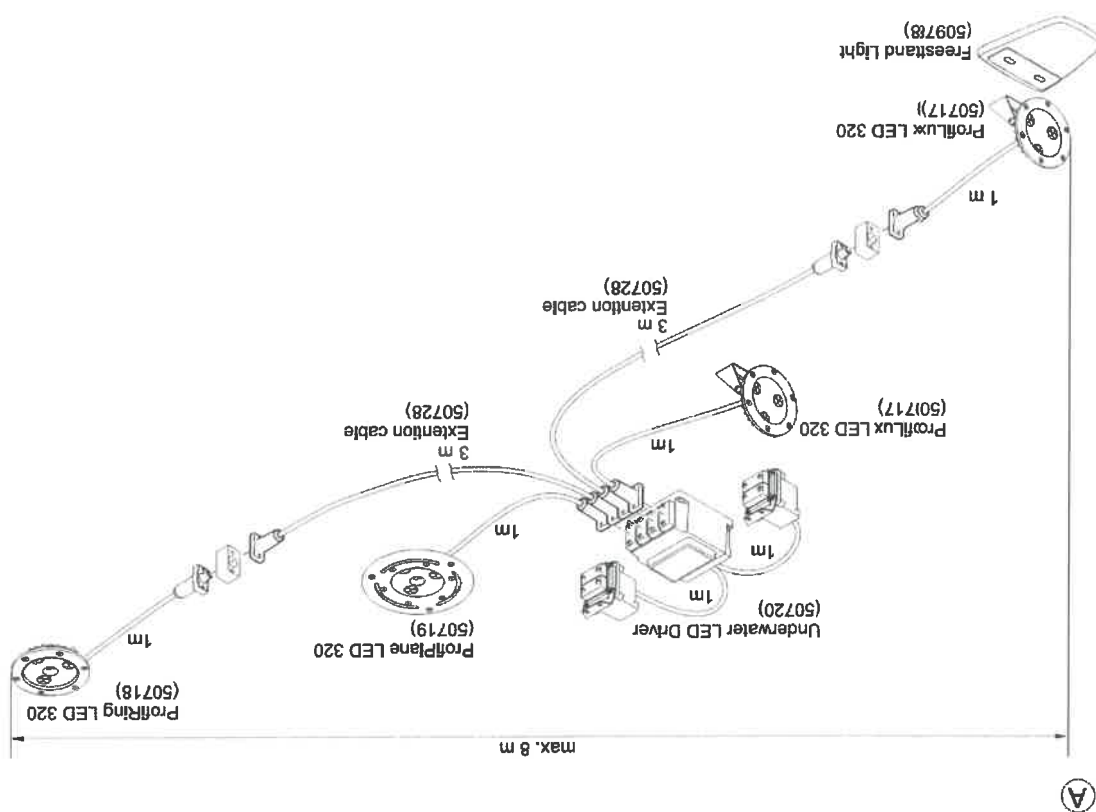 A
max. 8 m
ProfiRing LED 320
(50718)
1m
Underwater LED Driver
(50720)
ProfiPlane LED 320
(50719)
1m
1m
1m
1m
3 m
Extention cable
(50728)
ProfiLux LED 320
(50717)
3 m
Extention cable
(50728)
1 m
ProfiLux LED 320
(50717)
Freestand Light
(50978)